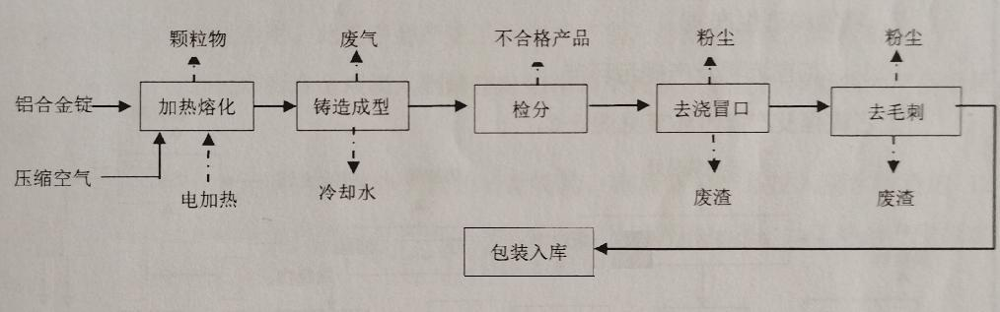 颗粒物 废气 不合格产品 粉尘 粉尘
铝合金锭 加热熔化 铸造成型 检分 去浇冒口 去毛刺
压缩空气 电加热 冷却水 废渣 废渣
包装入库